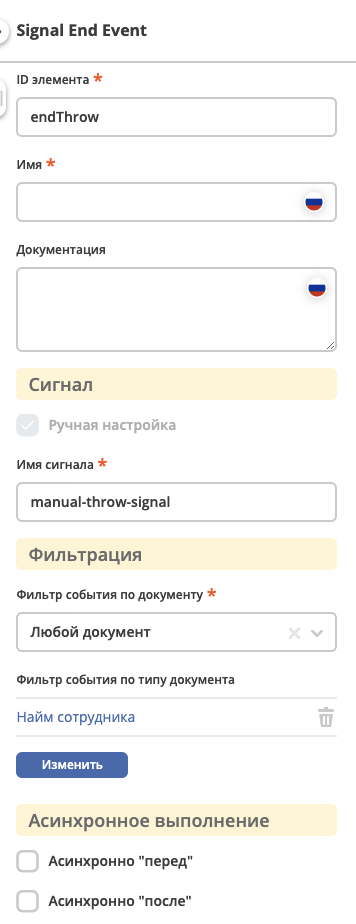 Signal End Event
ID элемента *
endThrow
Имя *
Документация
Сигнал
Ручная настройка
Имя сигнала *
manual-throw-signal
Фильтрация
Фильтр события по документу *
Любой документ
Фильтр события по типу документа
Найм сотрудника
Изменить
Асинхронное выполнение
Асинхронно "перед"
Асинхронно "после"